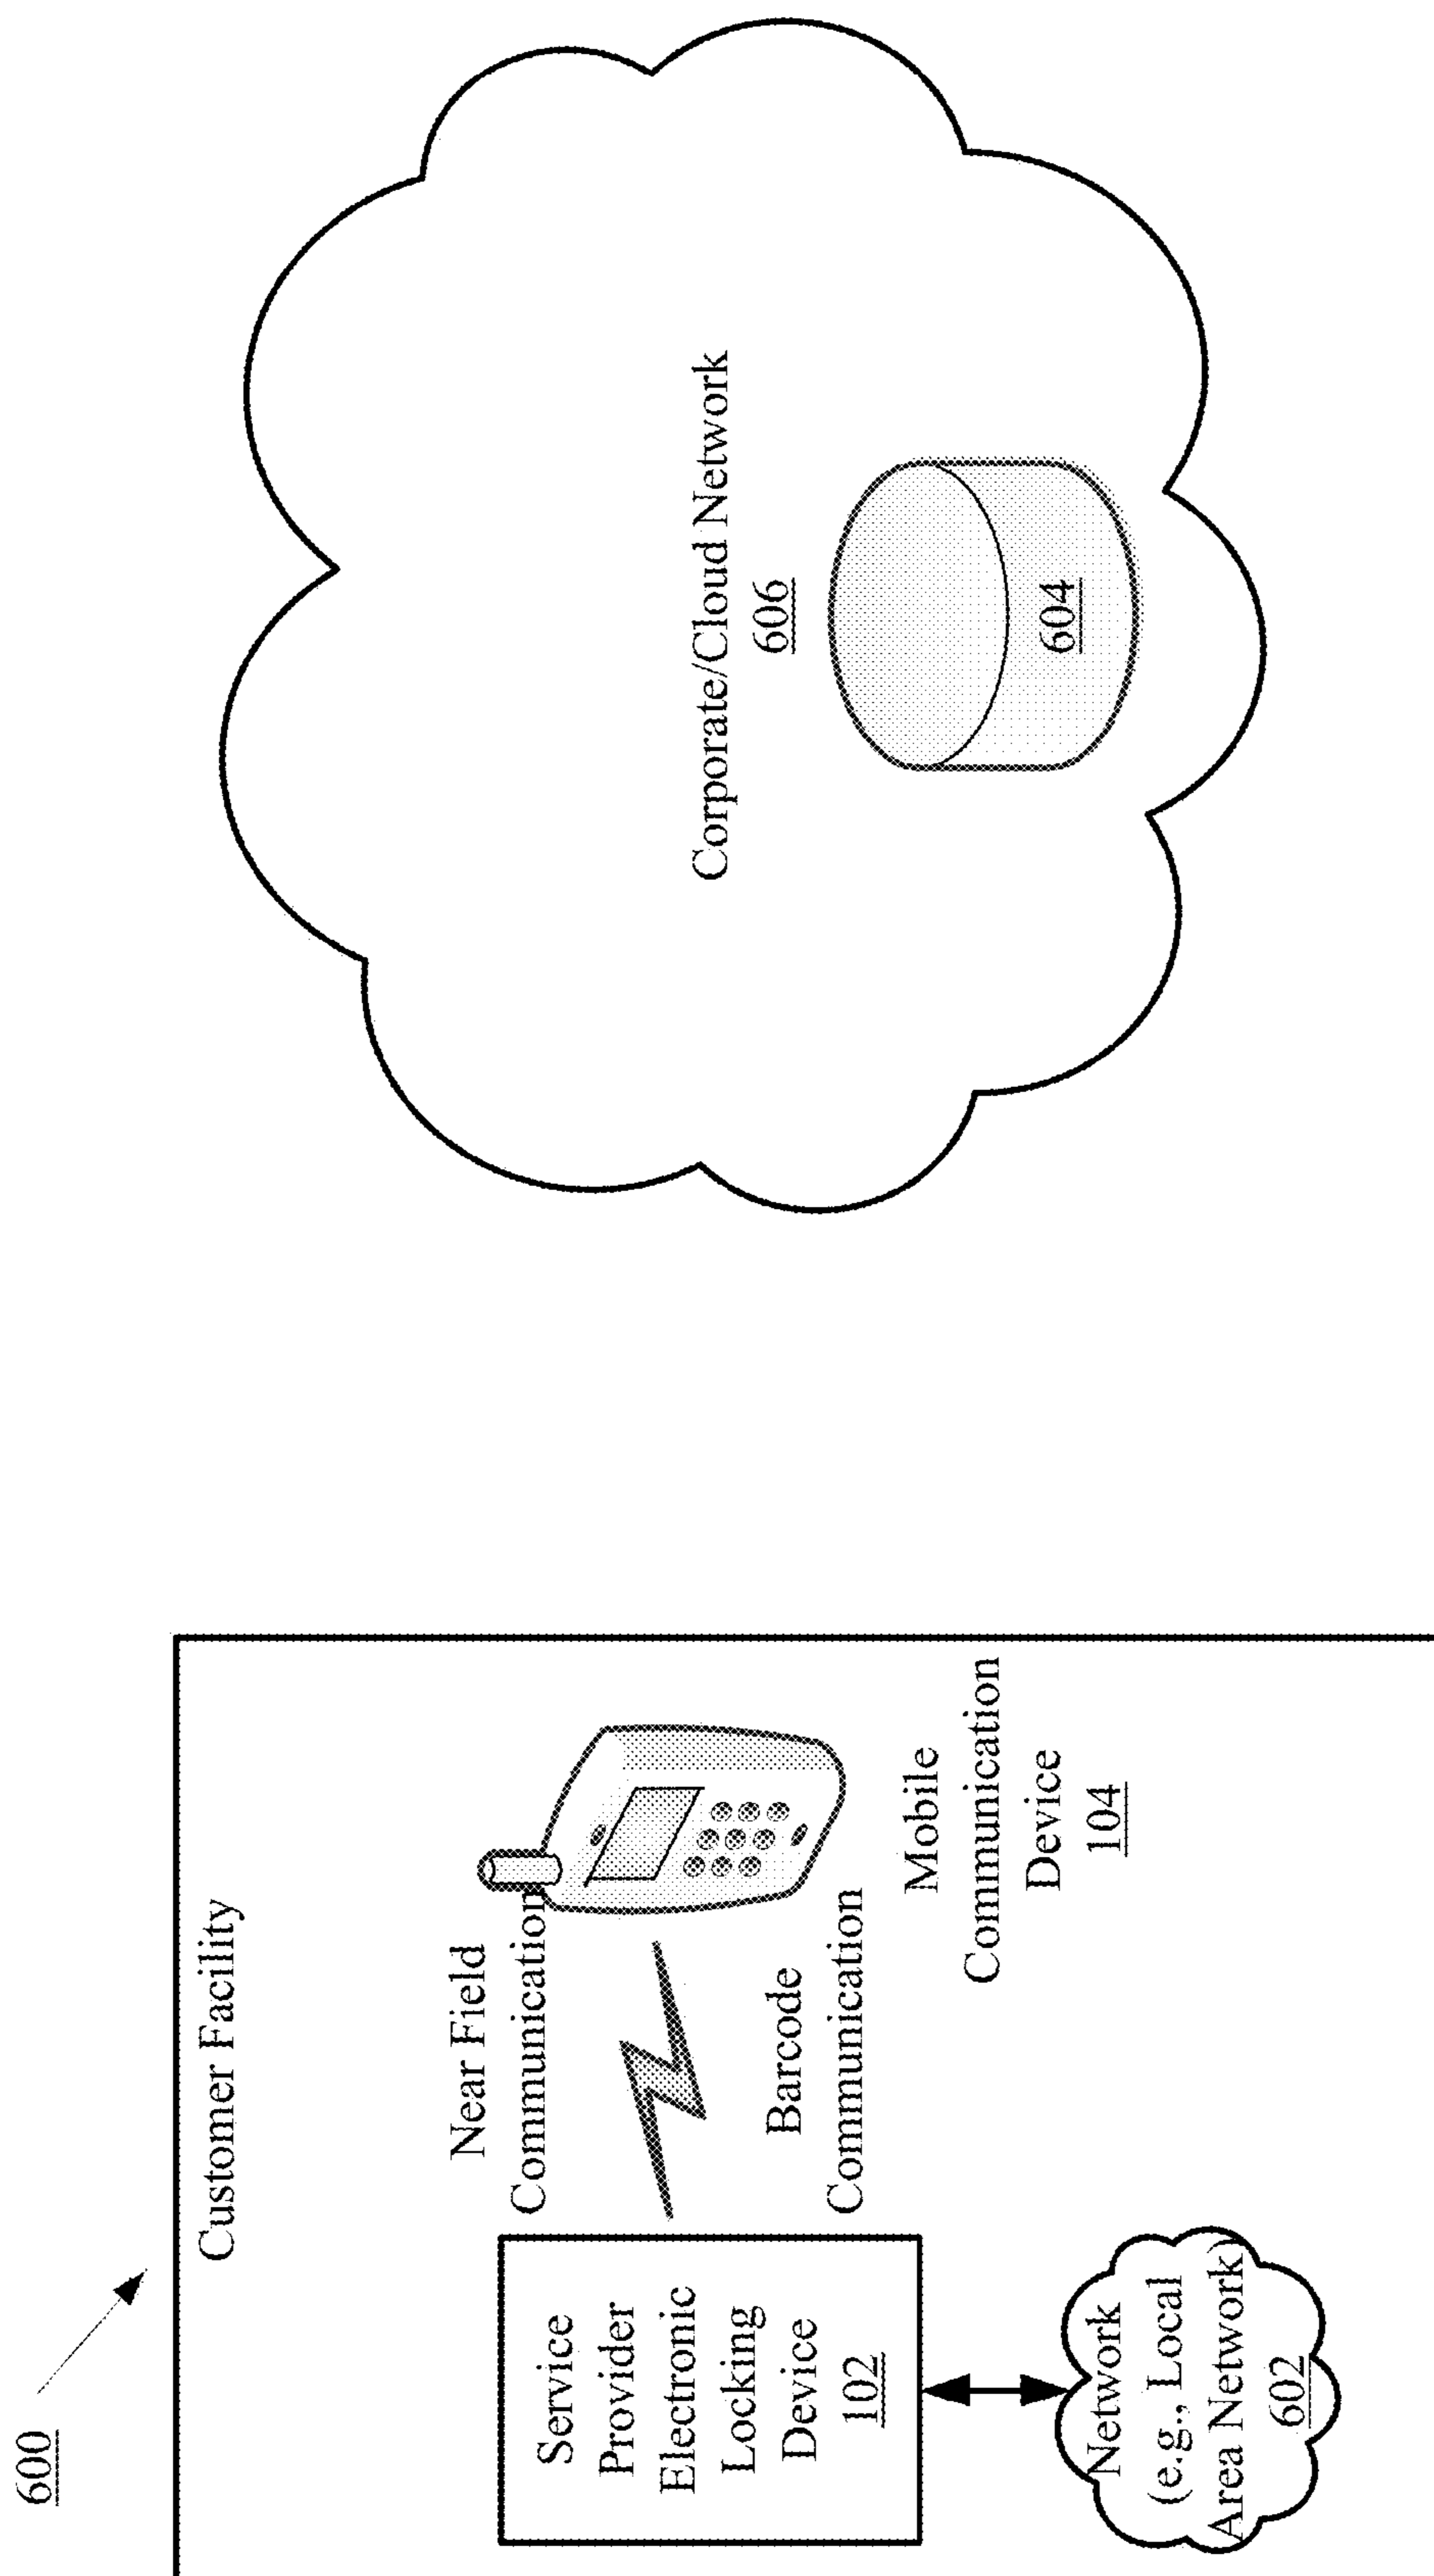 600
Customer Facility
Service
Provider
Electronic
Locking
Device
102
Near Field
Communication
Barcode
Communication
Mobile
Communication
Device
104
Network
(e.g., Local
Area Network)
602
Corporate/Cloud Network
606
604